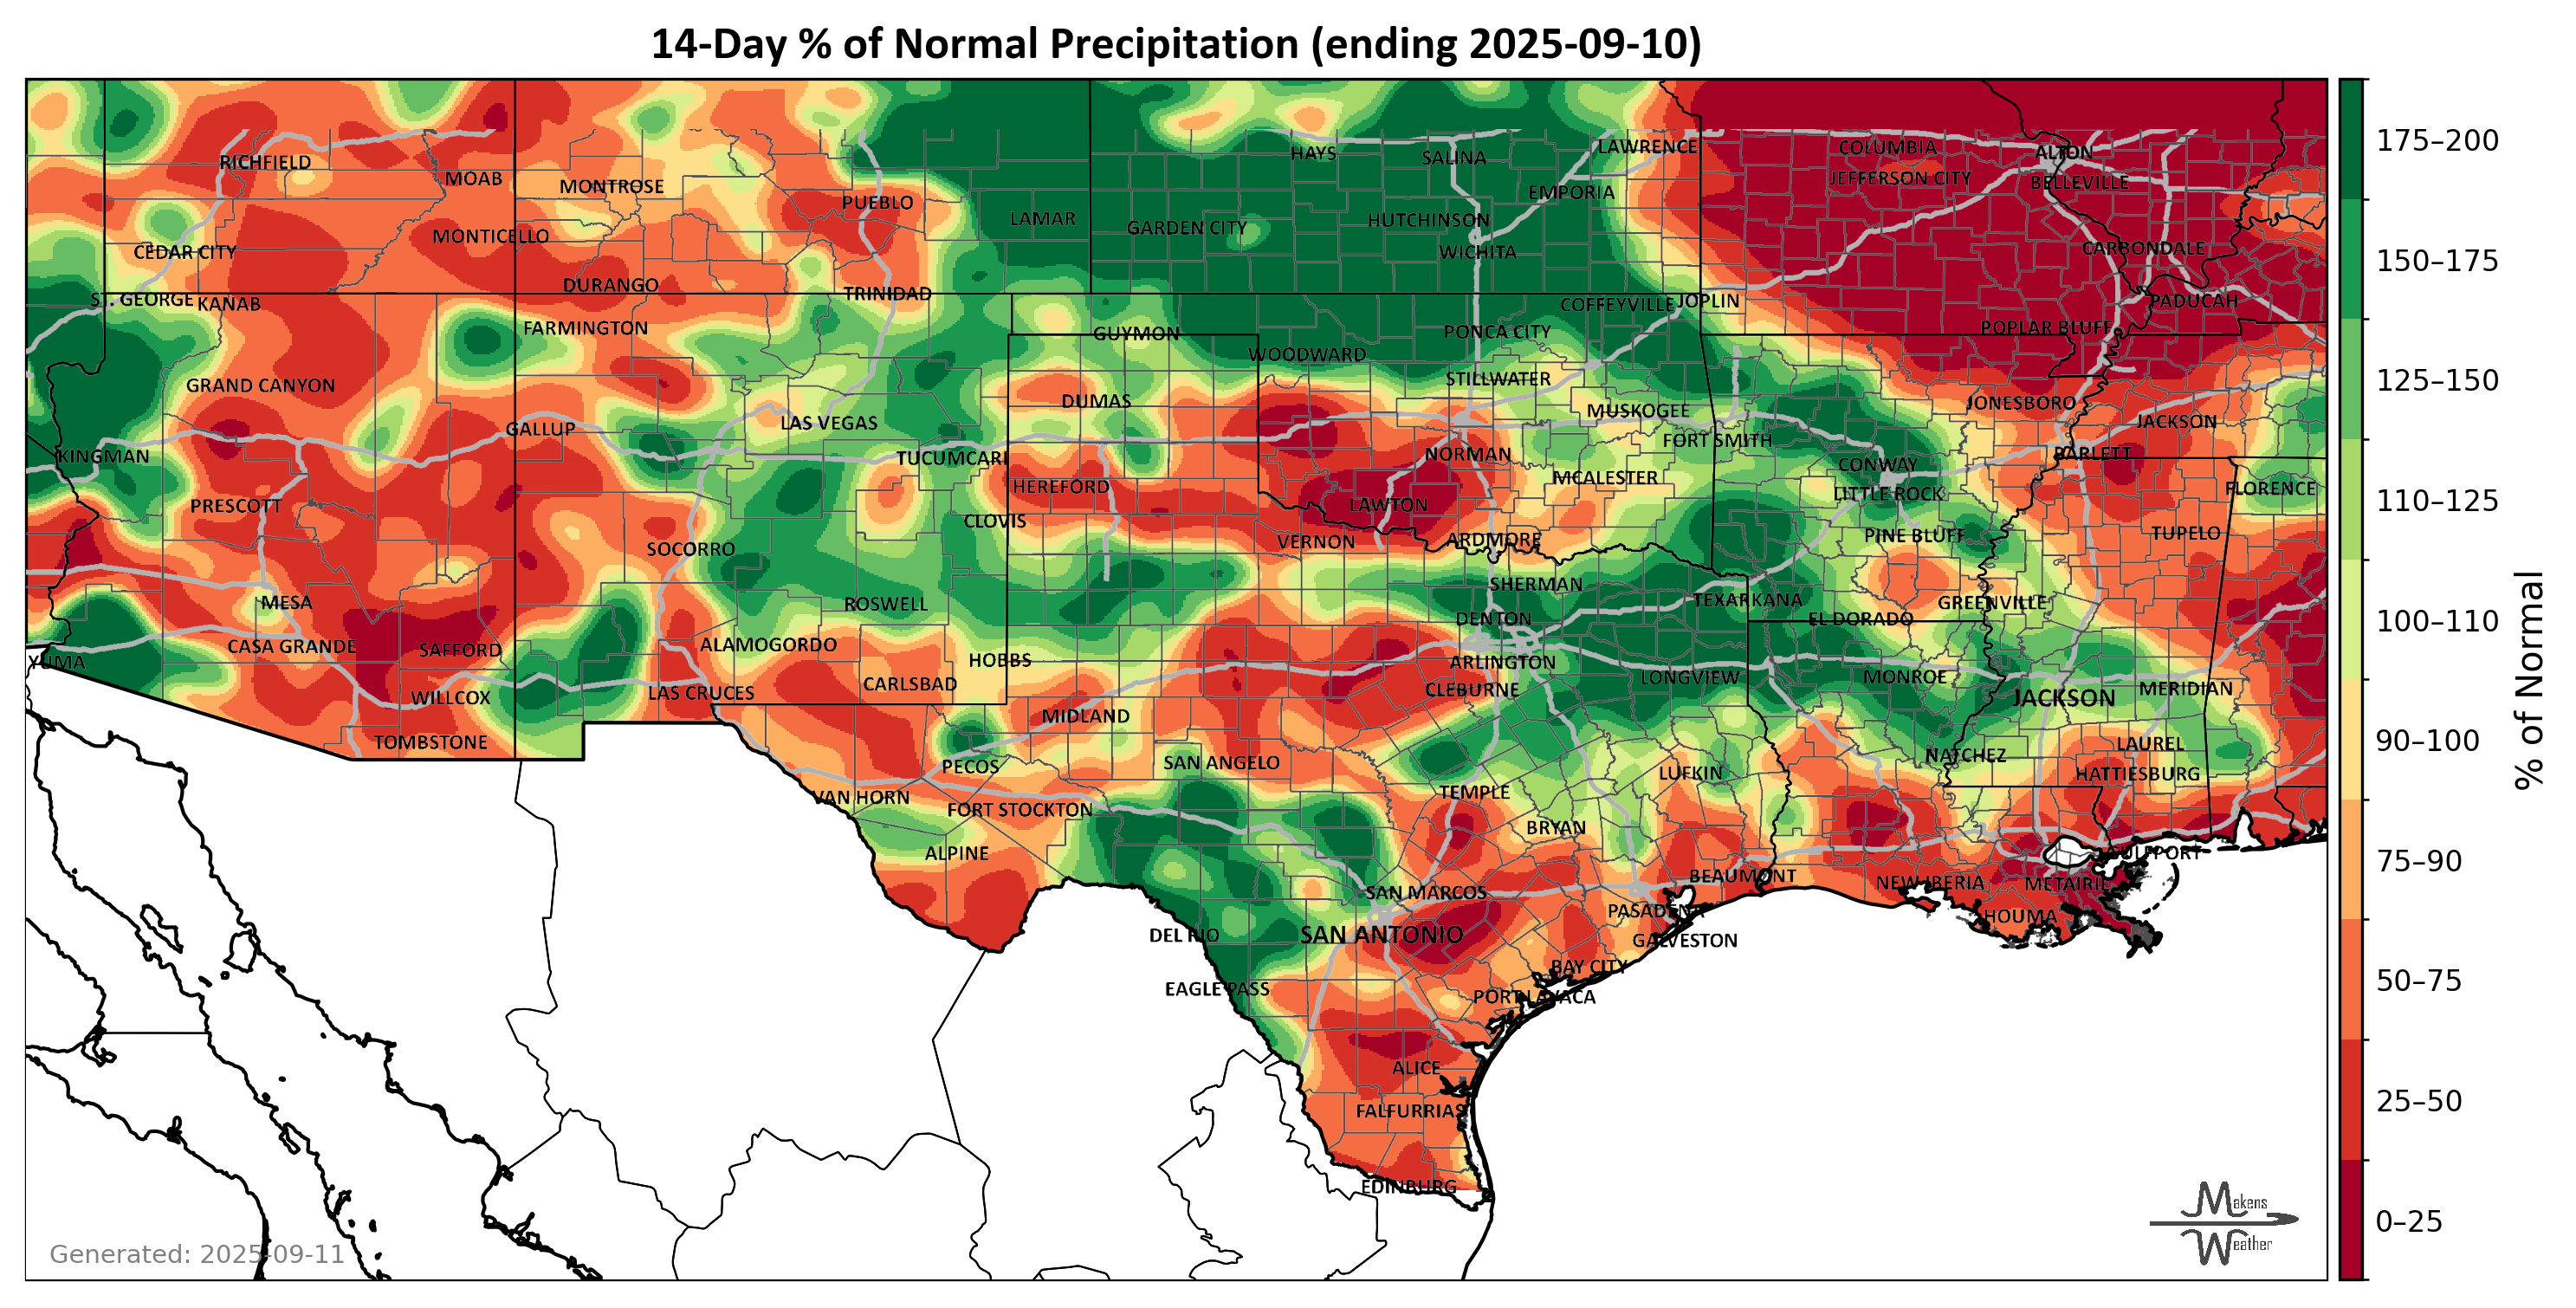 14-Day % of Normal Precipitation (ending 2025-09-10)
HAYS
SALINA
LAWRENCE
COLUMBIA
ALTON
RICHFIELD
MOAB
MONTROSE
EMPORIA
JEFFERSON CITY
BELLEVILLE
PUEBLO
LAMAR
GARDEN CITY
HUTCHINSON
MONTICELLO
CEDAR CITY
WICHITA
CARBONDALE
DURANGO
TRINIDAD
ST. GEORGE
KANAB
COFFEYVILLE
JOPLIN
PADUCAH
FARMINGTON
GUYMON
PONCA CITY
POPLAR BLUFF
WOODWARD
GRAND CANYON
STILLWATER
DUMAS
MUSKOGEE
JONESBORO
GALLUP
LAS VEGAS
JACKSON
FORT SMITH
KINGMAN
TUCUMCARI
NORMAN
CONWAY
BARLETT
HEREFORD
MCALESTER
LITTLE ROCK
FLORENCE
PRESCOTT
LAWTON
CLOVIS
SOCORRO
VERNON
ARDMORE
PINE BLUFF
TUPELO
MESA
ROSWELL
SHERMAN
TEXARKANA
GREENVILLE
CASA GRANDE
SAFFORD
ALAMOGORDO
DENTON
EL DORADO
YUMA
HOBBS
ARLINGTON
WILLCOX
LAS CRUCES
CARLSBAD
CLEBURNE
LONGVIEW
MONROE
JACKSON
MERIDIAN
TOMBSTONE
MIDLAND
PECOS
SAN ANGELO
LUFKIN
NATCHEZ
LAUREL
HATTIESBURG
VAN HORN
FORT STOCKTON
TEMPLE
BRYAN
ALPINE
GULFPORT
SAN MARCOS
BEAUMONT
NEW IBERIA
METAIRIE
PASADENA
HOUMA
DEL RIO
SAN ANTONIO
GALVESTON
EAGLE PASS
BAY CITY
PORT LAVACA
ALICE
FALFURRIAS
EDINBURG
175–200
150–175
125–150
110–125
100–110
90–100
75–90
50–75
25–50
0–25
% of Normal
Makens
Weather
Generated: 2025-09-11